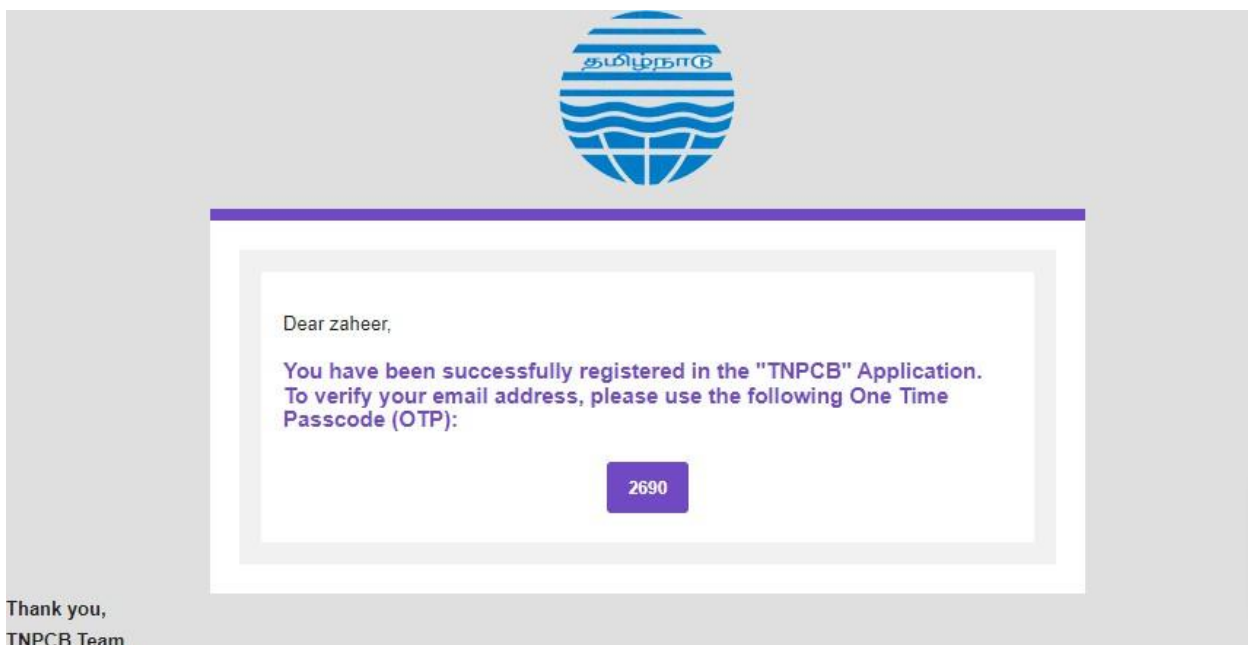 தமிழ்நாடு
Dear zaheer,
You have been successfully registered in the "TNPCB" Application.
To verify your email address, please use the following One Time
Passcode (OTP):
2690
Thank you,
TNPCB Team